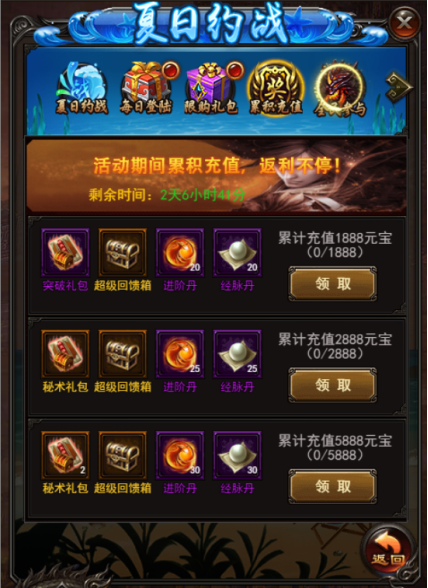 夏日约战
夏日约战 每日登陆 限购礼包 累积充值
奖
活动期间累积充值，返利不停！
剩余时间：2天6小时41分
累计充值1888元宝
(0/1888)
20 20
突破礼包 超级回馈箱 进阶丹 经脉丹
领取
累计充值2888元宝
(0/2888)
25 25
秘术礼包 超级回馈箱 进阶丹 经脉丹
领取
累计充值5888元宝
(0/5888)
2 30 30
秘术礼包 超级回馈箱 进阶丹 经脉丹
领取
返回